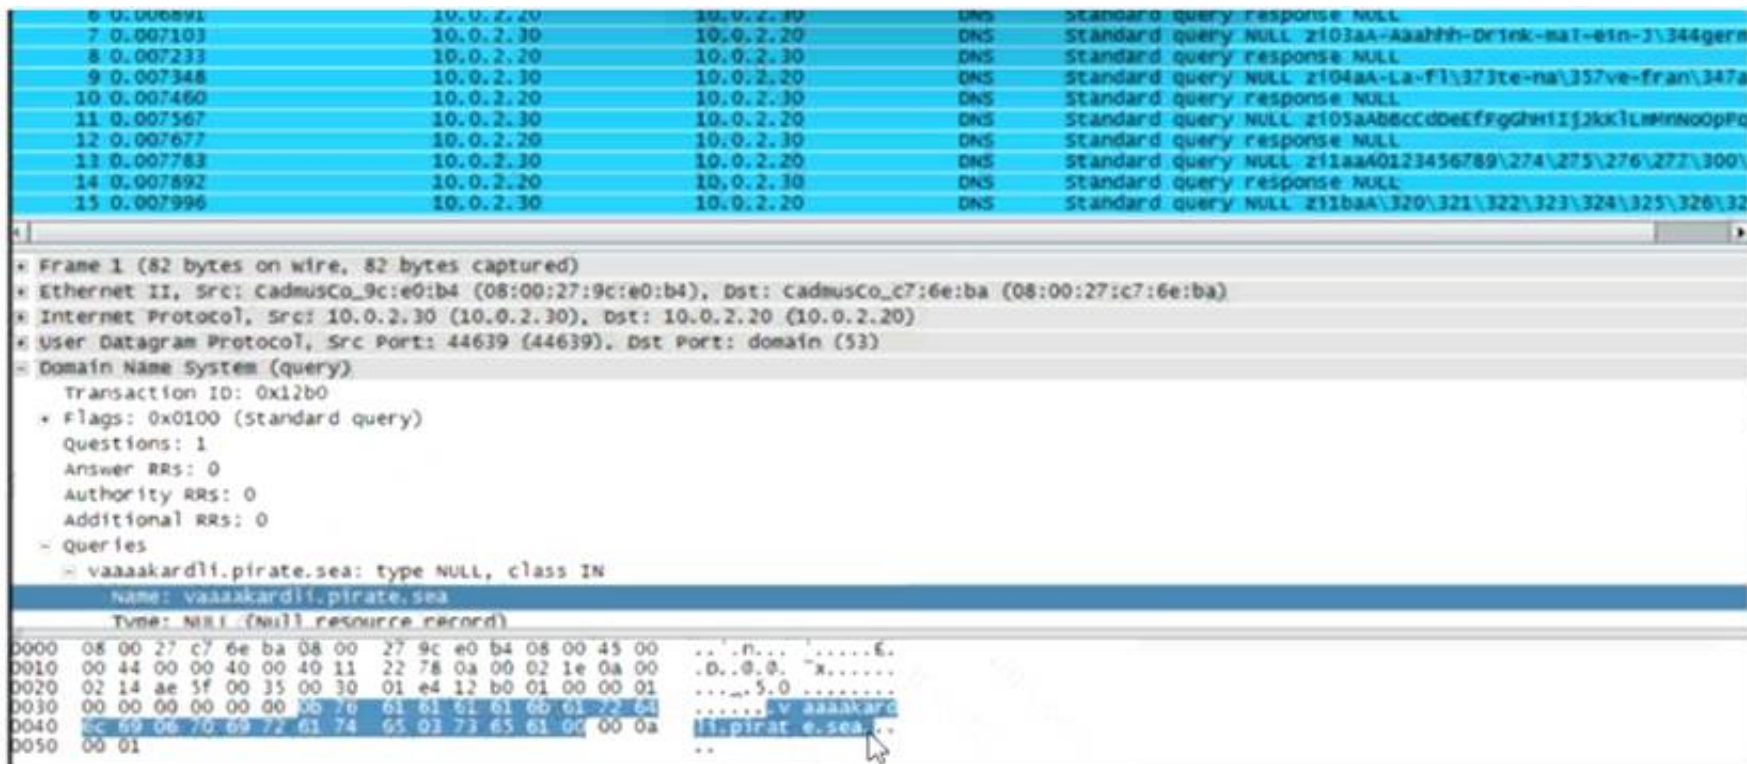 6 0.006891 10.0.2.20 10.0.2.30 DNS Standard query response NULL
7 0.007103 10.0.2.30 10.0.2.20 DNS Standard query NULL zi03aA-Aaahhh-Drink-mal-ein-J\344germ
8 0.007233 10.0.2.20 10.0.2.30 DNS Standard query response NULL
9 0.007348 10.0.2.30 10.0.2.20 DNS Standard query NULL zi04aA-La-fl\373te-na\357ve-fran\347a
10 0.007460 10.0.2.20 10.0.2.30 DNS Standard query response NULL
11 0.007567 10.0.2.30 10.0.2.20 DNS Standard query NULL zi05aAbBcCdDeEfFgGhHiIjJkKlLmMnNoOpPq
12 0.007677 10.0.2.20 10.0.2.30 DNS Standard query response NULL
13 0.007783 10.0.2.30 10.0.2.20 DNS Standard query NULL zi1aaA0123456789\274\275\276\277\300\
14 0.007892 10.0.2.20 10.0.2.30 DNS Standard query response NULL
15 0.007996 10.0.2.30 10.0.2.20 DNS Standard query NULL zi1baA\320\321\322\323\324\325\326\32
+ Frame 1 (82 bytes on wire, 82 bytes captured)
+ Ethernet II, Src: CadmusCo_9c:e0:b4 (08:00:27:9c:e0:b4), Dst: CadmusCo_c7:6e:ba (08:00:27:c7:6e:ba)
+ Internet Protocol, Src: 10.0.2.30 (10.0.2.30), Dst: 10.0.2.20 (10.0.2.20)
+ User Datagram Protocol, Src Port: 44639 (44639), Dst Port: domain (53)
- Domain Name System (query)
Transaction ID: 0x12b0
+ Flags: 0x0100 (Standard query)
Questions: 1
Answer RRs: 0
Authority RRs: 0
Additional RRs: 0
- Queries
- vaaaakardli.pirate.sea: type NULL, class IN
Name: vaaaakardli.pirate.sea
Type: NULL (Null resource record)
0000 08 00 27 c7 6e ba 08 00 27 9c e0 b4 08 00 45 00 ..'.n... '.....E.
0010 00 44 00 00 40 00 40 11 22 78 0a 00 02 1e 0a 00 .D..@.@. "x......
0020 02 14 ae 5f 00 35 00 30 01 e4 12 b0 01 00 00 01 ..._.5.0 ........
0030 00 00 00 00 00 00 0b 76 61 61 61 61 6b 61 72 64 .......v aaaakard
0040 6c 69 06 70 69 72 61 74 65 03 73 65 61 00 00 0a li.pirat e.sea...
0050 00 01 ..